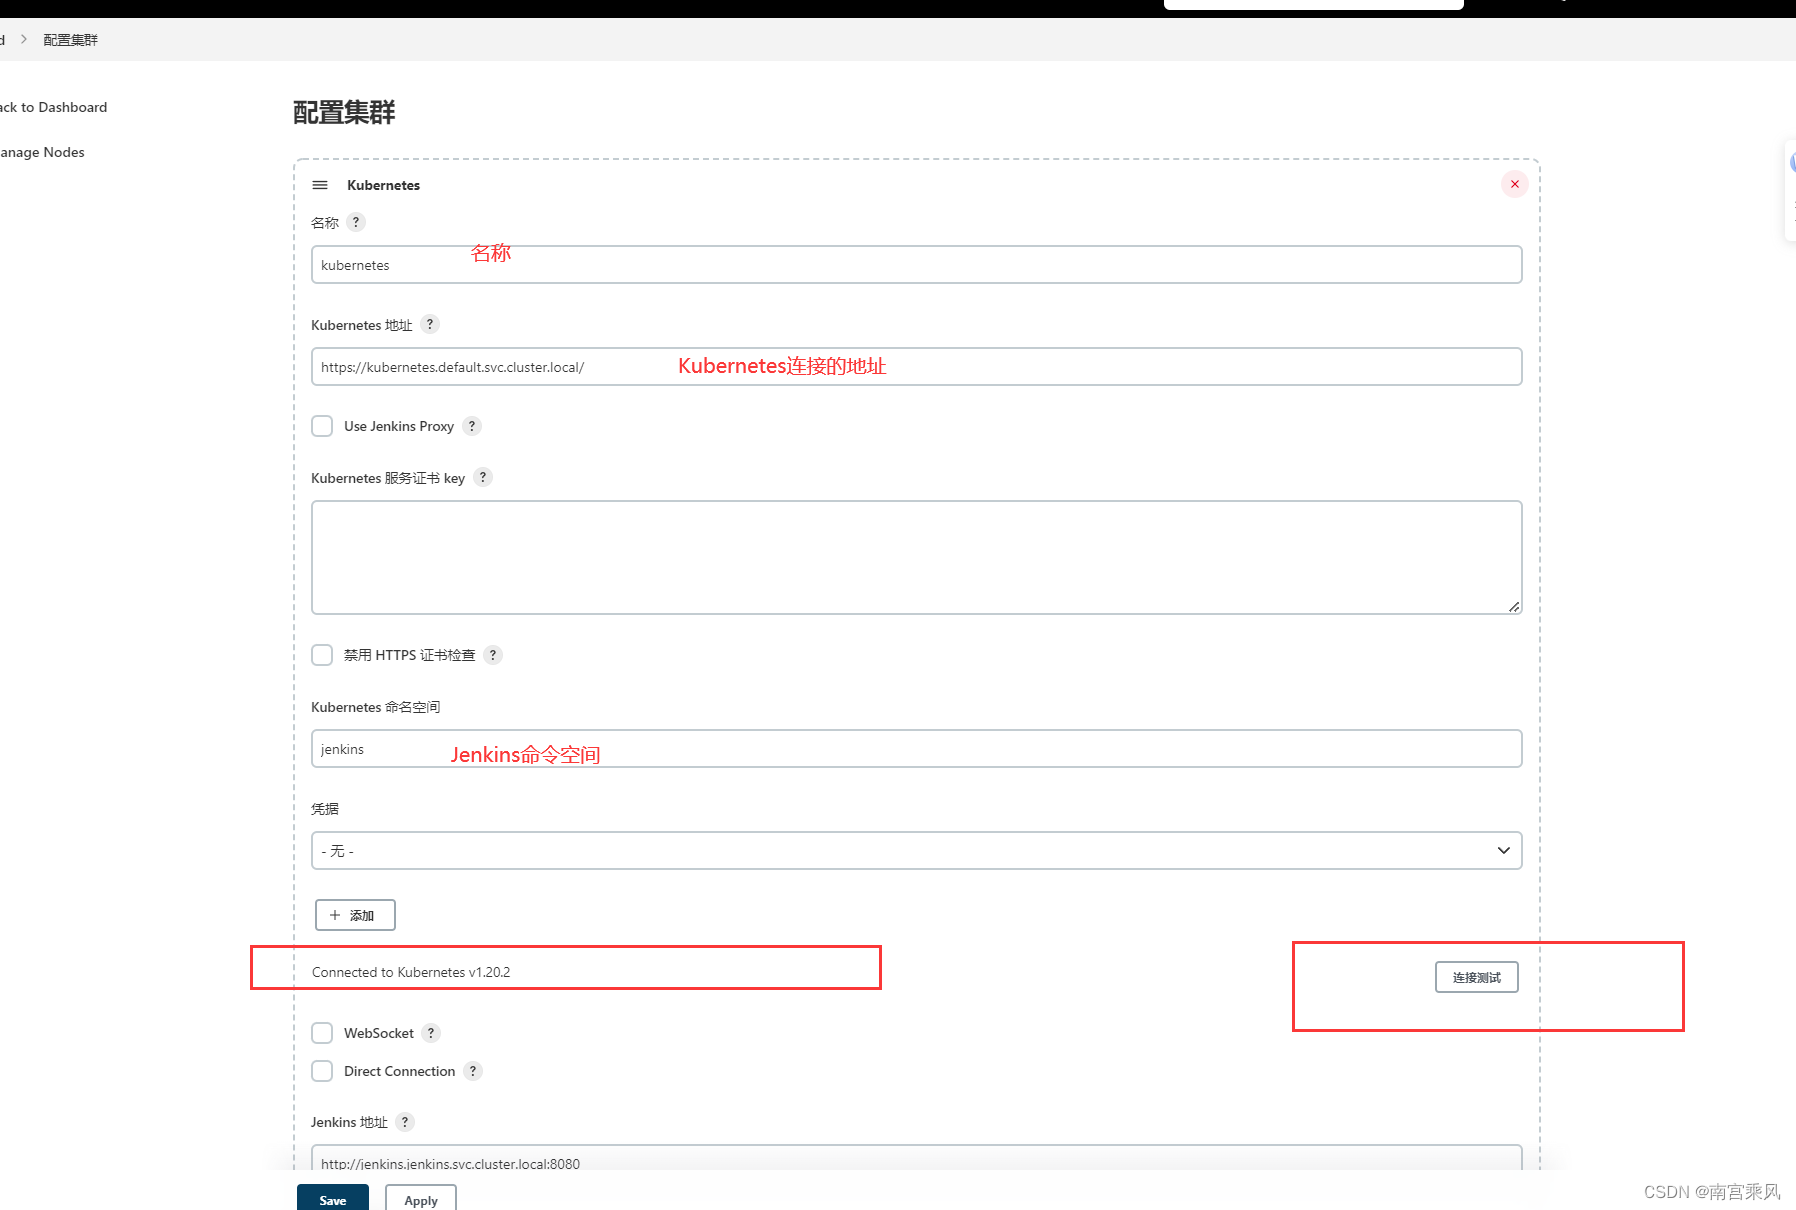 配置集群
ack to Dashboard
anage Nodes
配置集群
Kubernetes
名称 ?
kubernetes
名称
Kubernetes 地址 ?
https://kubernetes.default.svc.cluster.local/
Kubernetes连接的地址
Use Jenkins Proxy ?
Kubernetes 服务证书 key ?
禁用 HTTPS 证书检查 ?
Kubernetes 命名空间
jenkins
Jenkins命令空间
凭据
- 无 -
添加
Connected to Kubernetes v1.20.2
连接测试
WebSocket ?
Direct Connection ?
Jenkins 地址 ?
http://jenkins.jenkins.svc.cluster.local:8080
Save
Apply
CSDN @南宫乘风